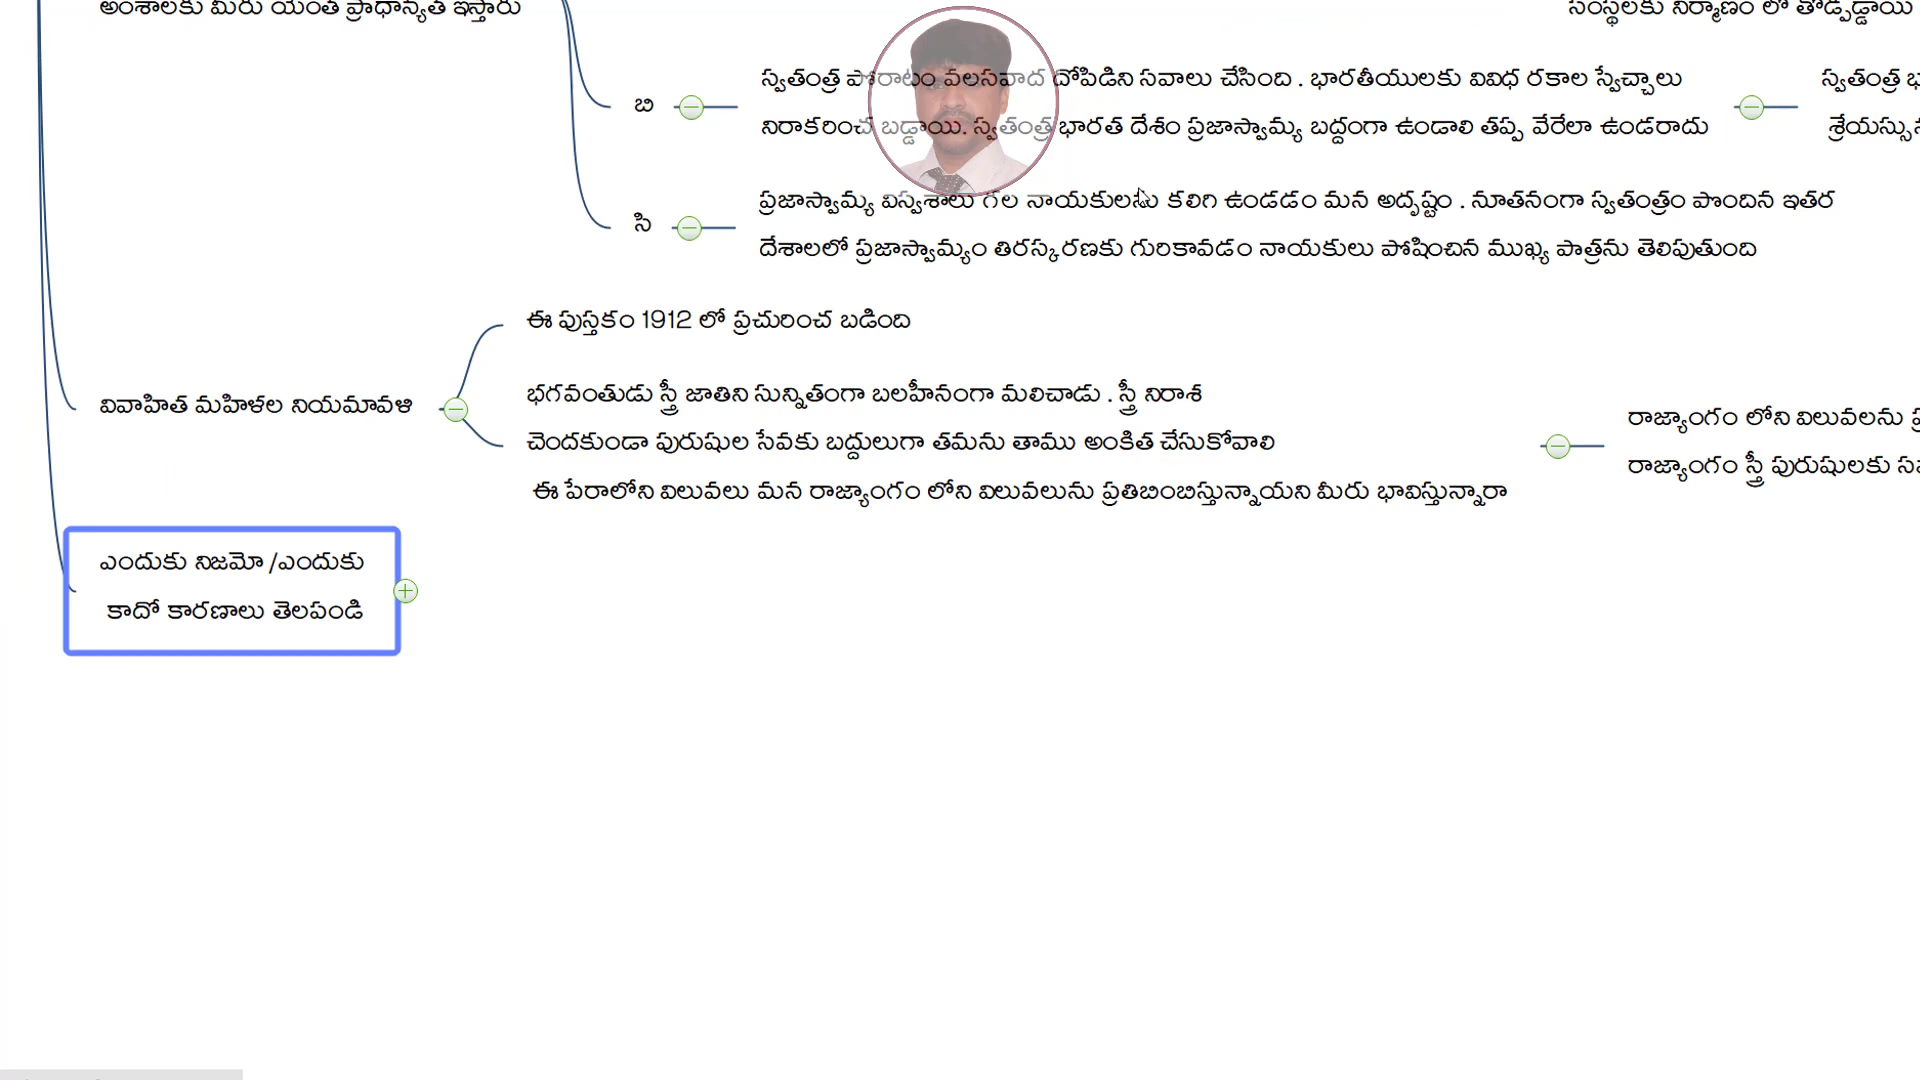 అంశాలకు మీరు యంత ప్రాధాన్యత ఇస్తారు
సంస్థలకు నిర్మాణం లో తోడ్పడ్డాయి
బి
స్వతంత్ర పోరాటం వలసవాద దోపిడిని సవాలు చేసింది . భారతీయులకు వివిధ రకాల స్వేచ్చాలు
నిరాకరించ బడ్డాయి. స్వతంత్ర భారత దేశం ప్రజాస్వామ్య బద్దంగా ఉండాలి తప్ప వేరేలా ఉండరాదు
స్వతంత్ర
సి
ప్రజాస్వామ్య విస్వశాలు గల నాయకులను కలిగి ఉండడం మన అదృష్టం . నూతనంగా స్వతంత్రం పొందిన ఇతర
దేశాలలో ప్రజాస్వామ్యం తిరస్కరణకు గురికావడం నాయకులు పోషించిన ముఖ్య పాత్రను తెలిపుతుంది
వివాహిత మహిళల నియమావళి
ఈ పుస్తకం 1912 లో ప్రచురించ బడింది
భగవంతుడు స్త్రీ జాతిని సున్నితంగా బలహీనంగా మలిచాడు . స్త్రీ నిరాశ
చెందకుండా పురుషుల సేవకు బద్దులుగా తమను తాము అంకిత చేసుకోవాలి
ఈ పేరాలోని విలువలు మన రాజ్యాంగం లోని విలువలును ప్రతిబింబిస్తున్నాయని మీరు భావిస్తున్నారా
రాజ్యాంగం లోని విలువలను
రాజ్యాంగం స్త్రీ పురుషులకు
ఎందుకు నిజమో /ఎందుకు
కాదో కారణాలు తెలపండి